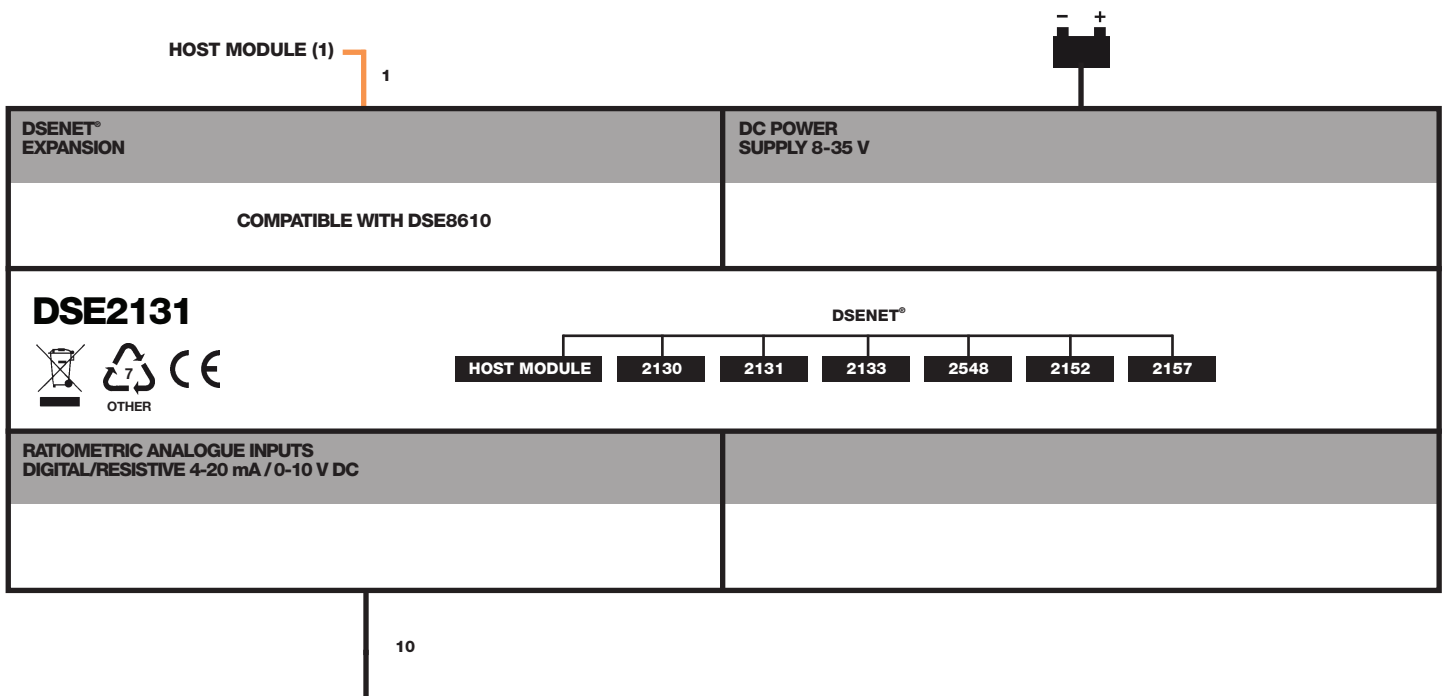 HOST MODULE (1)
1
- +
DSENET®
EXPANSION
DC POWER
SUPPLY 8-35 V
COMPATIBLE WITH DSE8610
DSE2131
7
OTHER
CE
DSENET®
HOST MODULE 2130 2131 2133 2548 2152 2157
RATIOMETRIC ANALOGUE INPUTS
DIGITAL/RESISTIVE 4-20 mA / 0-10 V DC
10